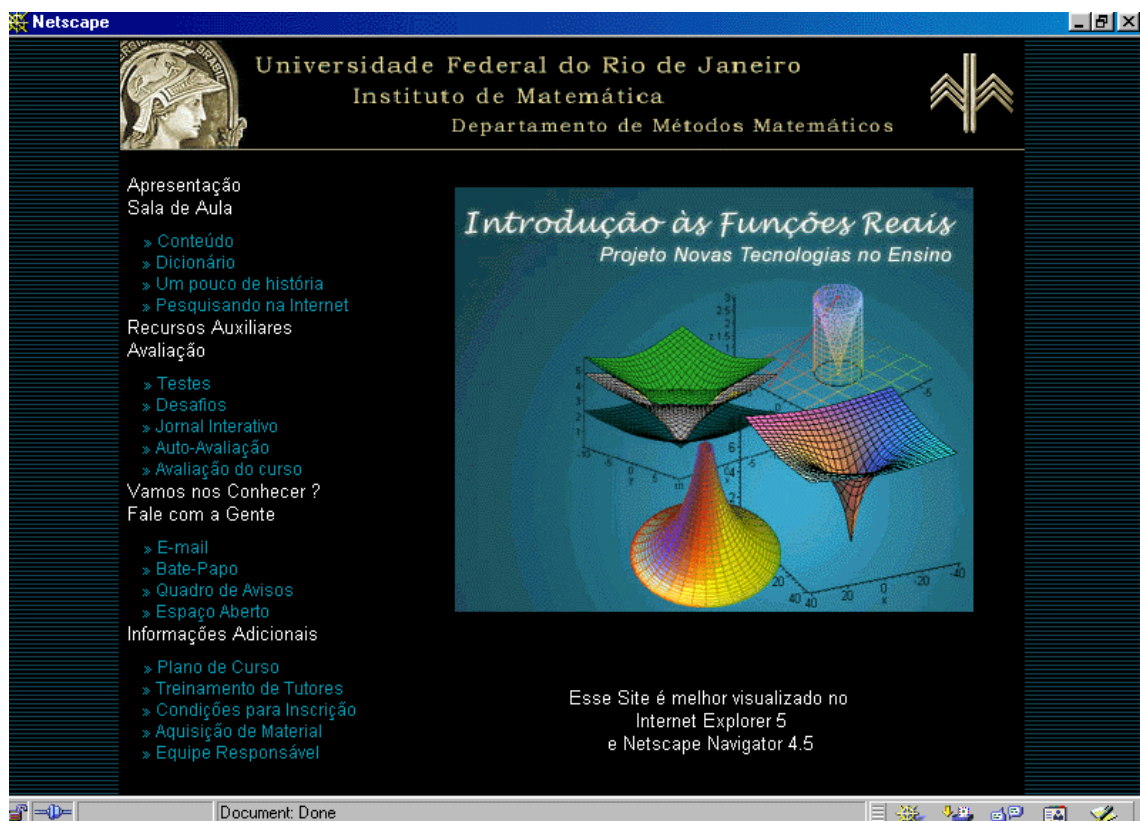 Netscape
Universidade Federal do Rio de Janeiro
Instituto de Matemática
Departamento de Métodos Matemáticos
Apresentação
Sala de Aula
» Conteúdo
» Dicionário
» Um pouco de história
» Pesquisando na Internet
Recursos Auxiliares
Avaliação
» Testes
» Desafios
» Jornal Interativo
» Auto-Avaliação
» Avaliação do curso
Vamos nos Conhecer ?
Fale com a Gente
» E-mail
» Bate-Papo
» Quadro de Avisos
» Espaço Aberto
Informações Adicionais
» Plano de Curso
» Treinamento de Tutores
» Condições para Inscrição
» Aquisição de Material
» Equipe Responsável
Introdução às Funções Reais
Projeto Novas Tecnologias no Ensino
Esse Site é melhor visualizado no
Internet Explorer 5
e Netscape Navigator 4.5
Document: Done